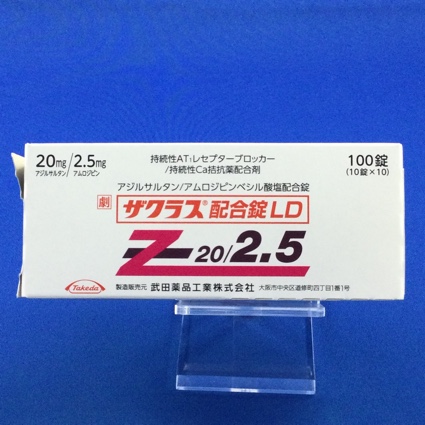 20mg/2.5mg
アジルサルタン/アムロジピン
持続性AT₁レセプターブロッカー
/持続性Ca拮抗薬配合剤
100錠
(10錠×10)
アジルサルタン/アムロジピンベシル酸塩配合錠
劇 ザクラス®配合錠LD
Z 20/2.5
Takeda
製造販売元 武田薬品工業株式会社 大阪市中央区道修町四丁目1番1号